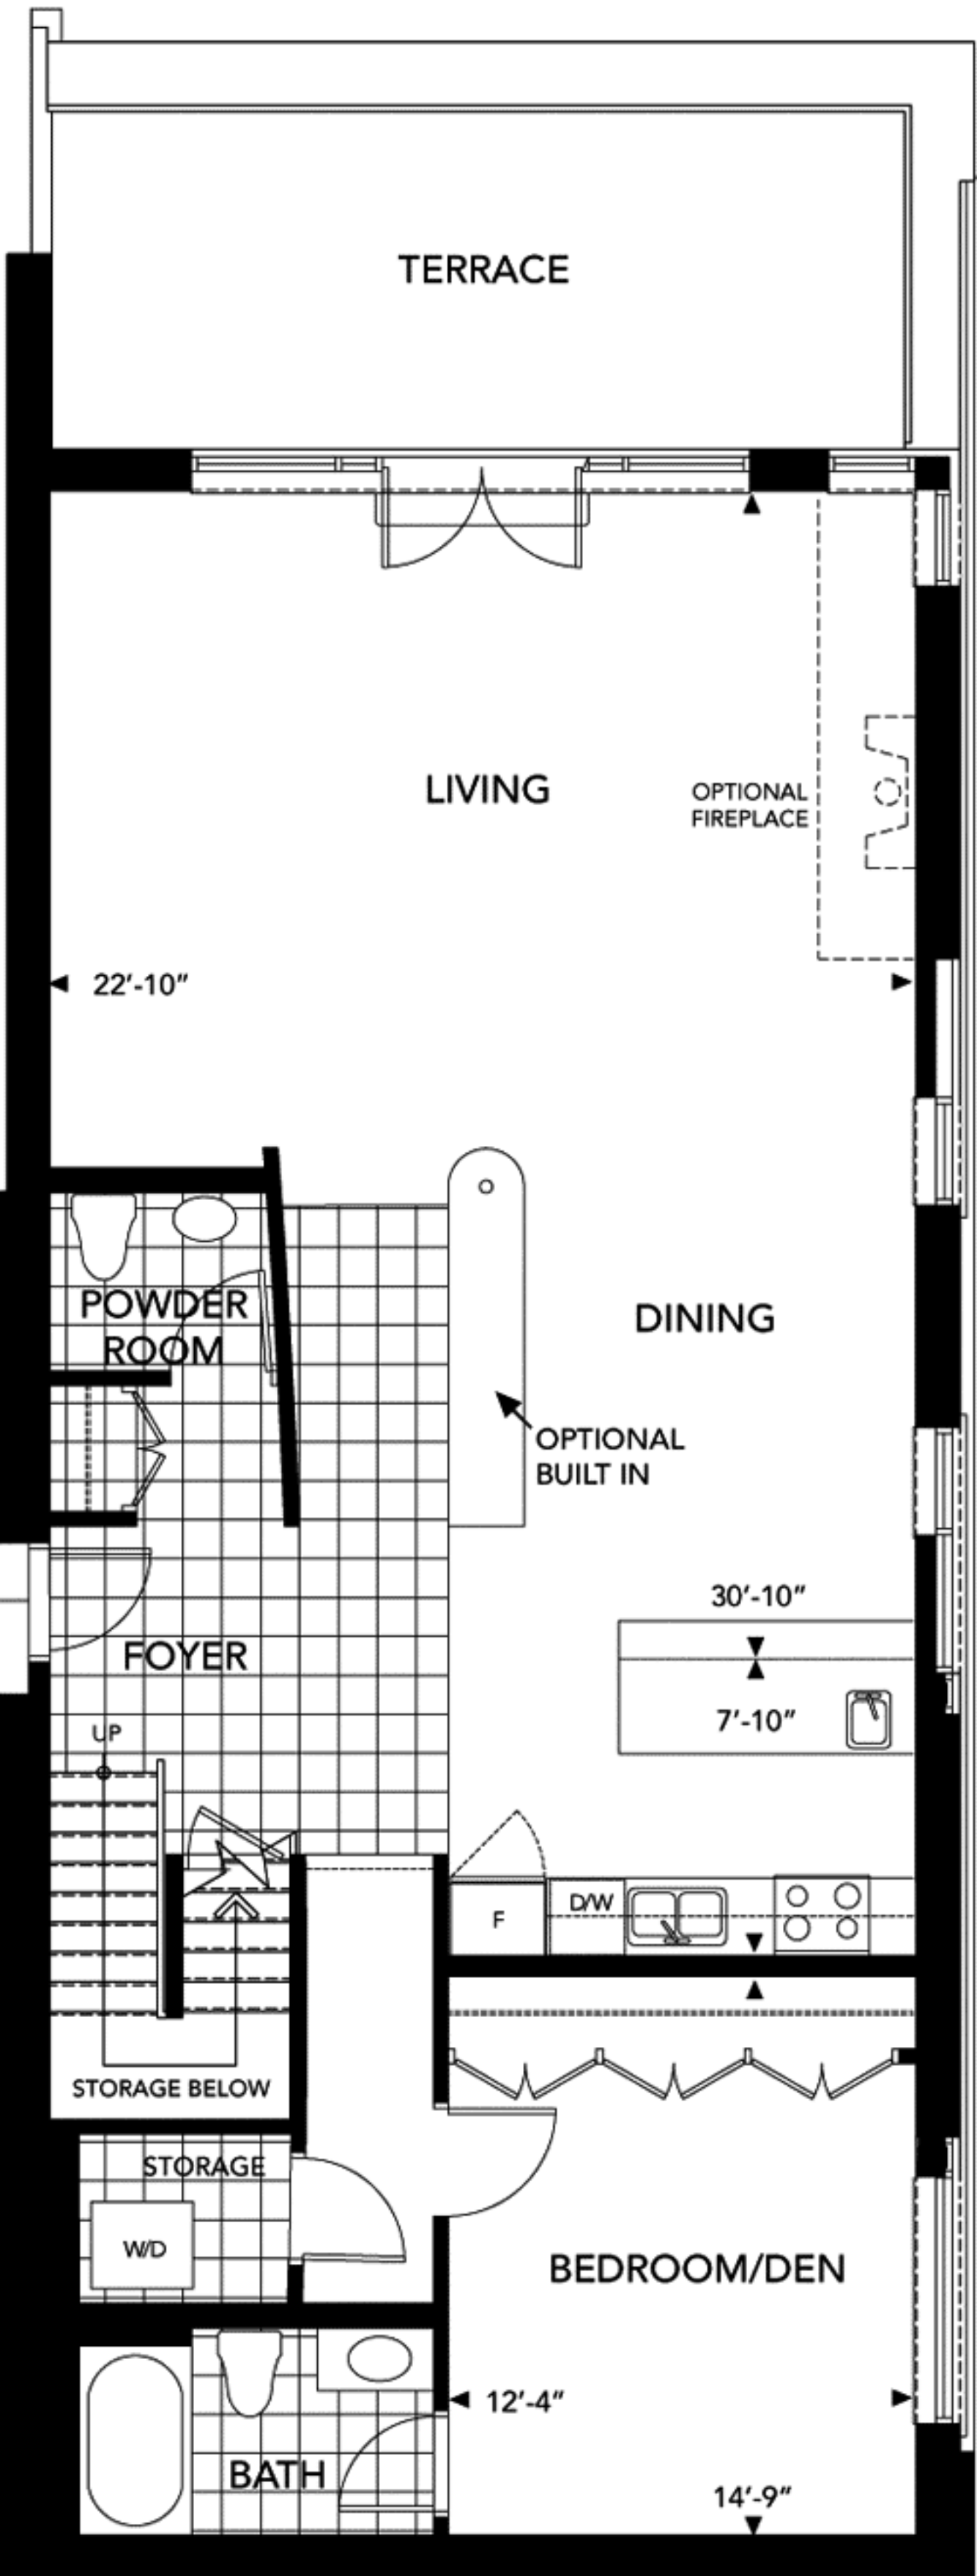 TERRACE
LIVING
OPTIONAL
FIREPLACE
22'-10"
POWDER
ROOM
DINING
OPTIONAL
BUILT IN
30'-10"
FOYER
7'-10"
UP
F
D/W
STORAGE BELOW
STORAGE
W/D
BEDROOM/DEN
12'-4"
BATH
14'-9"